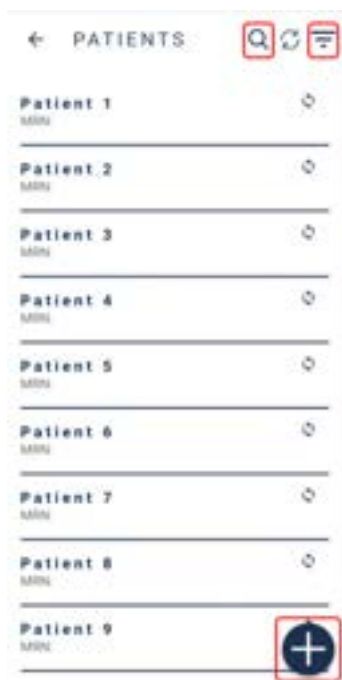 PATIENTS
Patient 1
MRN
Patient 2
MRN
Patient 3
MRN
Patient 4
MRN
Patient 5
MRN
Patient 6
MRN
Patient 7
MRN
Patient 8
MRN
Patient 9
MRN